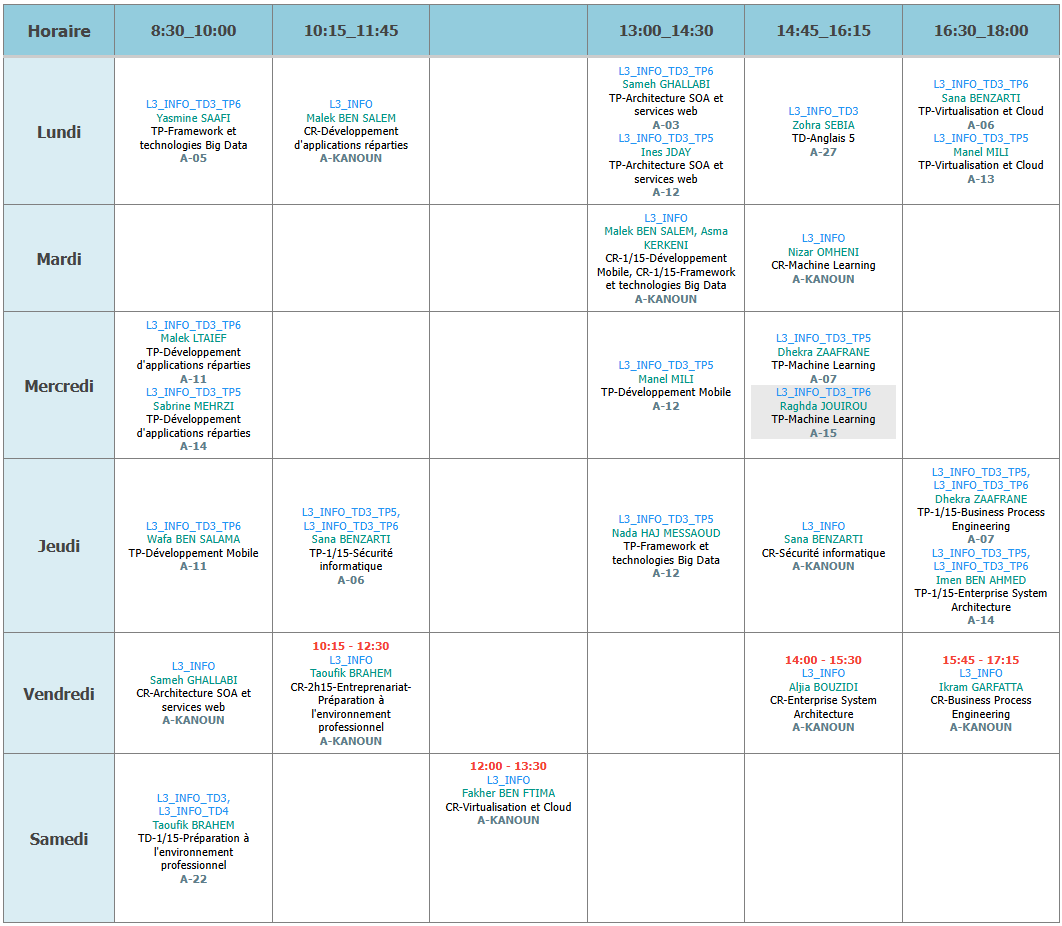 Horaire
8:30_10:00
10:15_11:45
13:00_14:30
14:45_16:15
16:30_18:00
Lundi
L3_INFO_TD3_TP6
Yasmine SAAFI
TP-Framework et
technologies Big Data
A-05
L3_INFO
Malek BEN SALEM
CR-Développement
d'applications réparties
A-KANOUN
L3_INFO_TD3_TP6
Sameh GHALLABI
TP-Architecture SOA et
services web
A-03
L3_INFO_TD3_TP5
Ines JDAY
TP-Architecture SOA et
services web
A-12
L3_INFO_TD3
Zohra SEBIA
TD-Anglais 5
A-27
L3_INFO_TD3_TP6
Sana BENZARTI
TP-Virtualisation et Cloud
A-06
L3_INFO_TD3_TP5
Manel MILI
TP-Virtualisation et Cloud
A-13
Mardi
L3_INFO
Malek BEN SALEM, Asma
KERKENI
CR-1/15-Développement
Mobile, CR-1/15-Framework
et technologies Big Data
A-KANOUN
L3_INFO
Nizar OMHENI
CR-Machine Learning
A-KANOUN
Mercredi
L3_INFO_TD3_TP6
Malek LTAIEF
TP-Développement
d'applications réparties
A-11
L3_INFO_TD3_TP5
Sabrine MEHRZI
TP-Développement
d'applications réparties
A-14
L3_INFO_TD3_TP5
Manel MILI
TP-Développement Mobile
A-12
L3_INFO_TD3_TP5
Dhekra ZAAFRANE
TP-Machine Learning
A-07
L3_INFO_TD3_TP6
Raghda JOUIROU
TP-Machine Learning
A-15
Jeudi
L3_INFO_TD3_TP6
Wafa BEN SALAMA
TP-Développement Mobile
A-11
L3_INFO_TD3_TP5,
L3_INFO_TD3_TP6
Sana BENZARTI
TP-1/15-Sécurité
informatique
A-06
L3_INFO_TD3_TP5
Nada HAJ MESSAOUD
TP-Framework et
technologies Big Data
A-12
L3_INFO
Sana BENZARTI
CR-Sécurité informatique
A-KANOUN
L3_INFO_TD3_TP5,
L3_INFO_TD3_TP6
Dhekra ZAAFRANE
TP-1/15-Business Process
Engineering
A-07
L3_INFO_TD3_TP5,
L3_INFO_TD3_TP6
Imen BEN AHMED
TP-1/15-Enterprise System
Architecture
A-14
Vendredi
L3_INFO
Sameh GHALLABI
CR-Architecture SOA et
services web
A-KANOUN
10:15 - 12:30
L3_INFO
Taoufik BRAHEM
CR-2h15-Entreprenariat-
Préparation à
l'environnement
professionnel
A-KANOUN
14:00 - 15:30
L3_INFO
Aljia BOUZIDI
CR-Enterprise System
Architecture
A-KANOUN
15:45 - 17:15
L3_INFO
Ikram GARFATTA
CR-Business Process
Engineering
A-KANOUN
Samedi
L3_INFO_TD3,
L3_INFO_TD4
Taoufik BRAHEM
TD-1/15-Préparation à
l'environnement
professionnel
A-22
12:00 - 13:30
L3_INFO
Fakher BEN FTIMA
CR-Virtualisation et Cloud
A-KANOUN